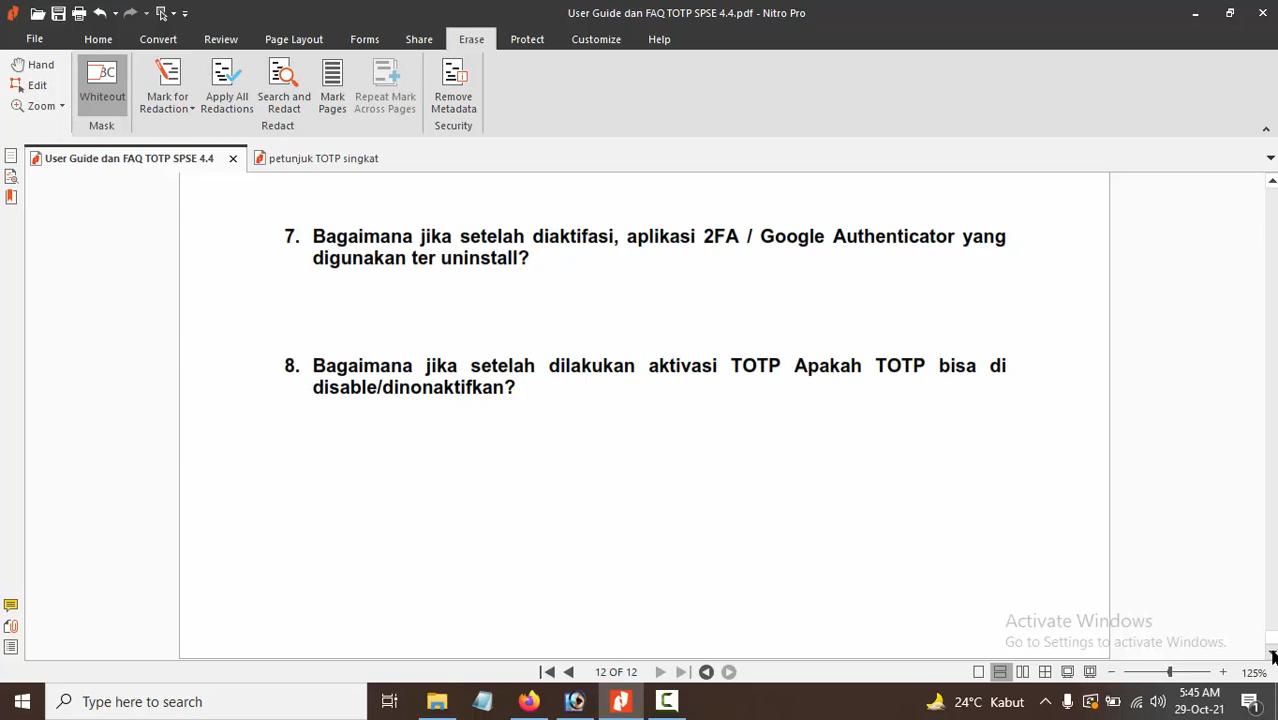 User Guide dan FAQ TOTP SPSE 4.4.pdf - Nitro Pro
File Home Convert Review Page Layout Forms Share Erase Protect Customize Help
Hand
Edit
Zoom
Whiteout
Mask
Mark for Redaction
Apply All Redactions
Search and Redact
Mark Pages
Repeat Mark Across Pages
Redact
Remove Metadata
Security
User Guide dan FAQ TOTP SPSE 4.4
petunjuk TOTP singkat
7. Bagaimana jika setelah diaktifasi, aplikasi 2FA / Google Authenticator yang
digunakan ter uninstall?
8. Bagaimana jika setelah dilakukan aktivasi TOTP Apakah TOTP bisa di
disable/dinonaktifkan?
Activate Windows
Go to Settings to activate Windows.
12 OF 12
125%
Type here to search
24°C Kabut
5:45 AM
29-Oct-21
1